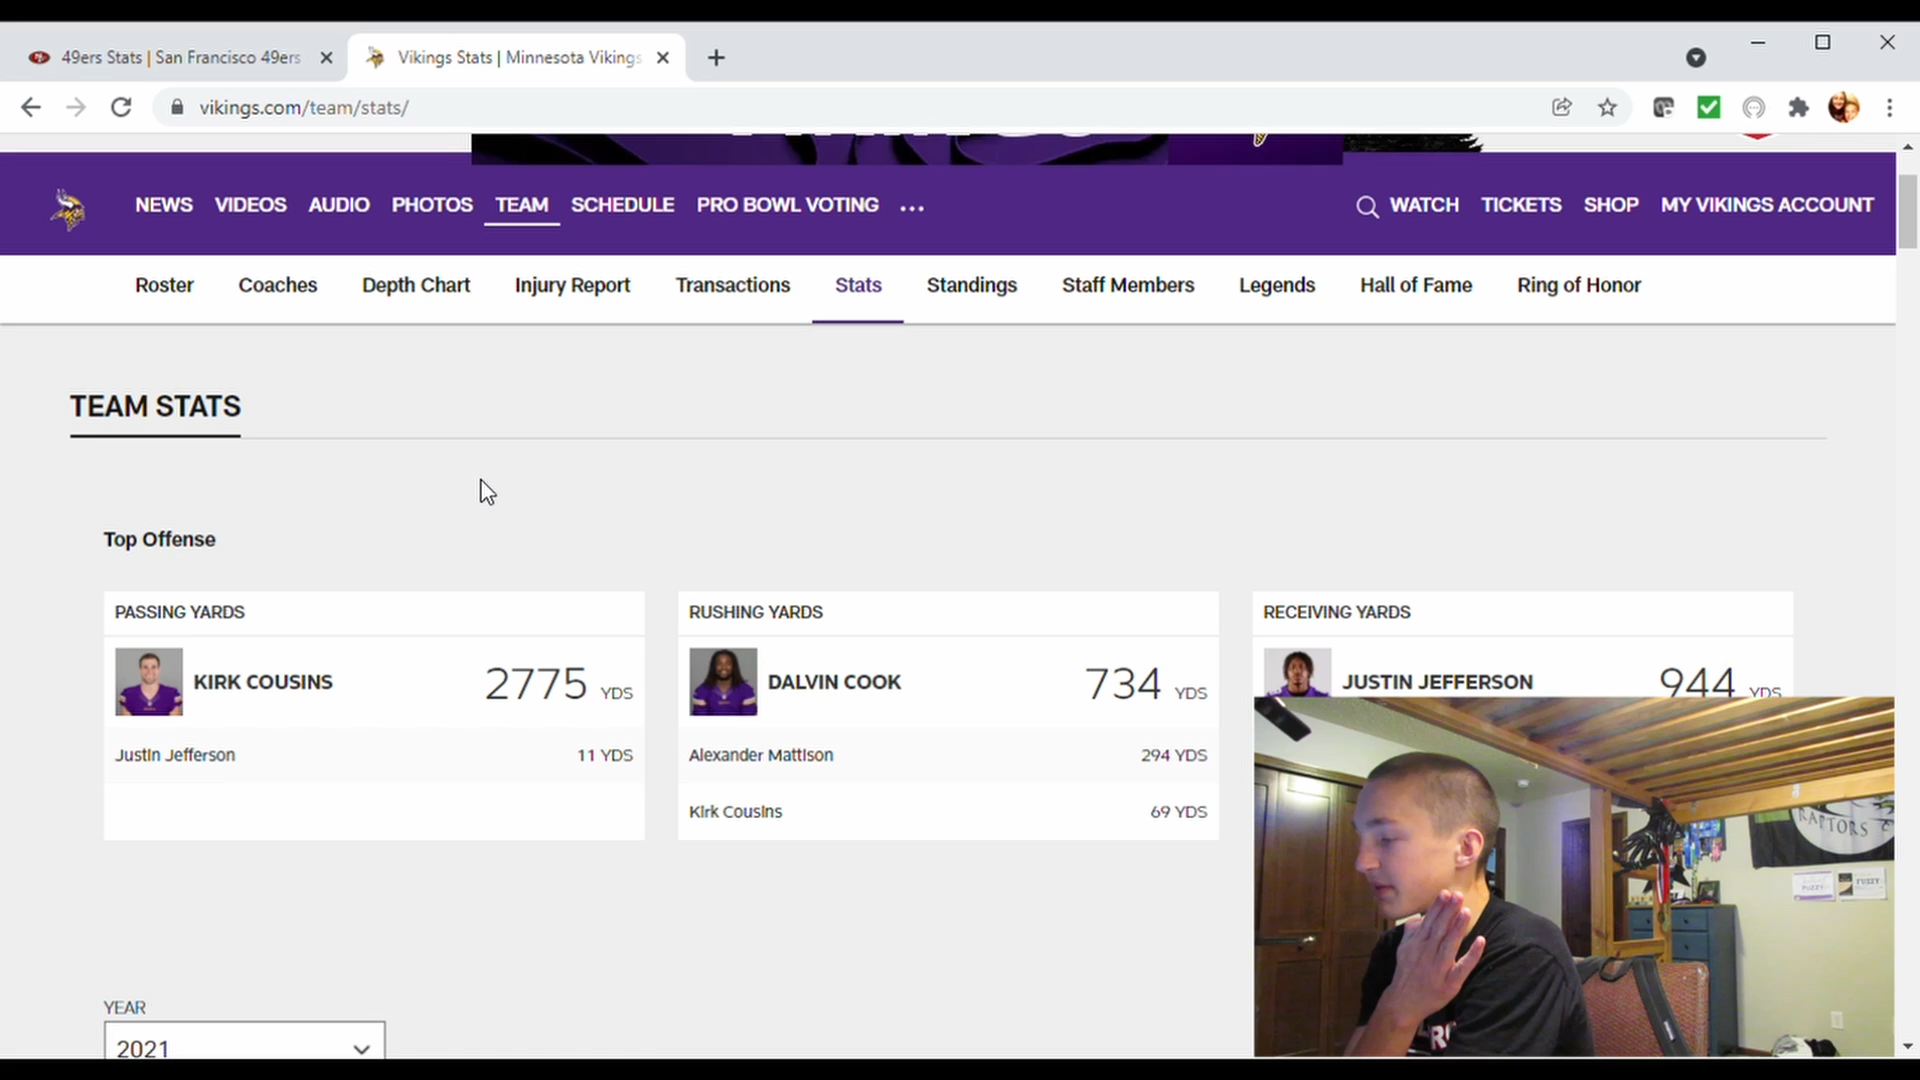 49ers Stats | San Francisco 49ers
Vikings Stats | Minnesota Vikings
vikings.com/team/stats/
NEWS VIDEOS AUDIO PHOTOS TEAM SCHEDULE PRO BOWL VOTING ... WATCH TICKETS SHOP MY VIKINGS ACCOUNT
Roster Coaches Depth Chart Injury Report Transactions Stats Standings Staff Members Legends Hall of Fame Ring of Honor
TEAM STATS
Top Offense
PASSING YARDS
KIRK COUSINS 2775 YDS
Justin Jefferson 11 YDS
RUSHING YARDS
DALVIN COOK 734 YDS
Alexander Mattison 294 YDS
Kirk Cousins 69 YDS
RECEIVING YARDS
JUSTIN JEFFERSON 944 YDS
RAPTORS
FUZZY
FUZZY
YEAR
2021